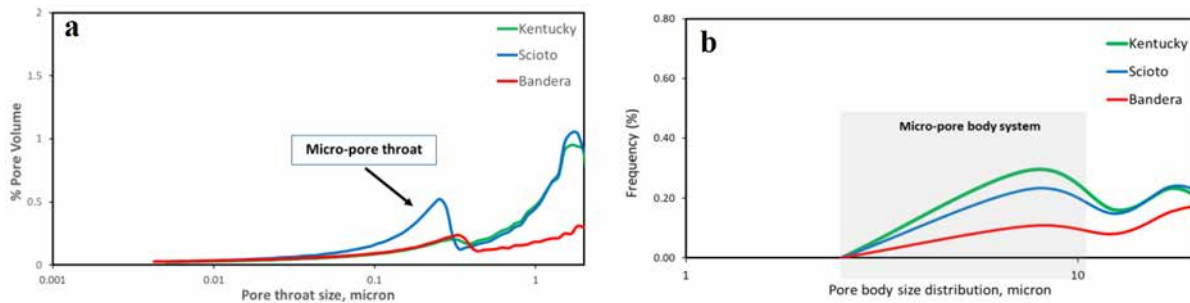 a
% Pore Volume
2
1.5
1
0.5
0
Kentucky
Scioto
Bandera
Micro-pore throat
0.001
0.01
0.1
1
Pore throat size, micron
b
Frequency (%)
0.80
0.60
0.40
0.20
0.00
Kentucky
Scioto
Bandera
Micro-pore body system
1
10
Pore body size distribution, micron